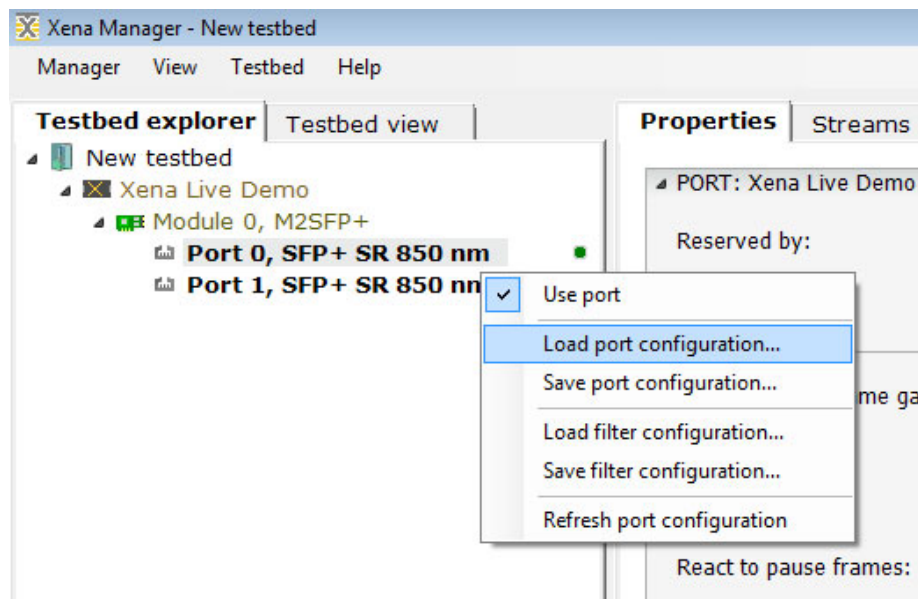 Xena Manager - New testbed
Manager View Testbed Help
Testbed explorer Testbed view
New testbed
Xena Live Demo
Module 0, M2SFP+
Port 0, SFP+ SR 850 nm
Port 1, SFP+ SR 850
Use port
Load port configuration...
Save port configuration...
Load filter configuration...
Save filter configuration...
Refresh port configuration
Properties Streams
PORT: Xena Live Demo
Reserved by:
React to pause frames: